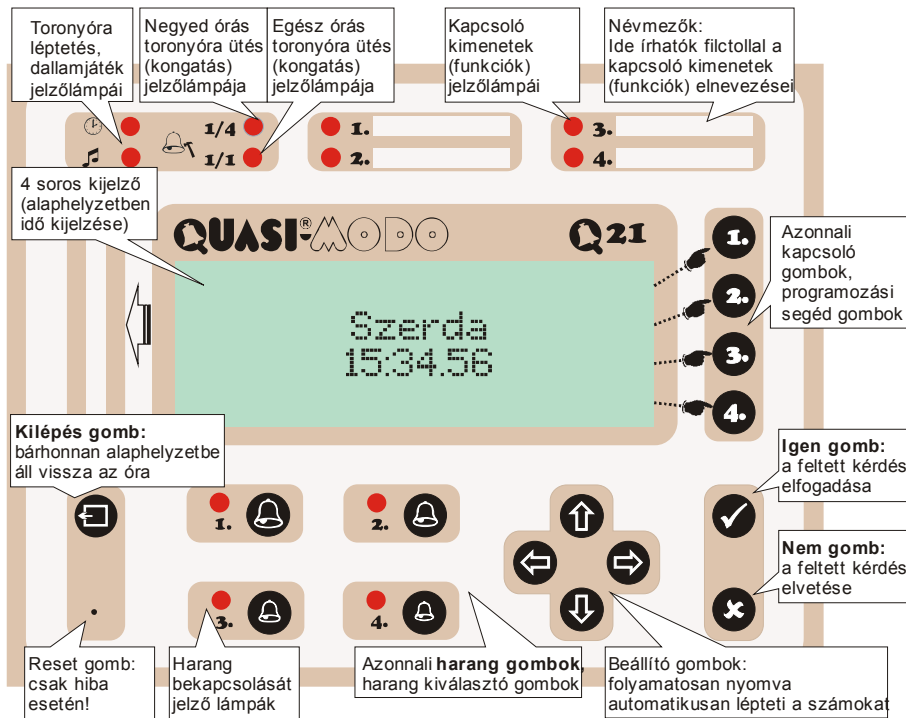 Toronyóra
léptetés,
dallamjáték
jelzőlámpái
Negyed órás
toronyóra ütés
(kongatás)
jelzőlámpája
Egész órás
toronyóra ütés
(kongatás)
jelzőlámpája
Kapcsoló
kimenetek
(funkciók)
jelzőlámpái
Névmezők:
Ide írhatók filctollal a
kapcsoló kimenetek
(funkciók) elnevezései
1/4
1/1
1.
2.
3.
4.
4 soros kijelző
(alaphelyzetben
idő kijelzése)
QUASI®-MODO
Q21
Szerda
15:34.56
1.
2.
3.
4.
Azonnali
kapcsoló
gombok,
programozási
segéd gombok
Kilépés gomb:
bárhonnan alaphelyzetbe
áll vissza az óra
Igen gomb:
a feltett kérdés
elfogadása
1.
2.
3.
4.
Nem gomb:
a feltett kérdés
elvetése
Reset gomb:
csak hiba
esetén!
Harang
bekapcsolását
jelző lámpák
Azonnali harang gombok,
harang kiválasztó gombok
Beállító gombok:
folyamatosan nyomva
automatikusan lépteti a számokat